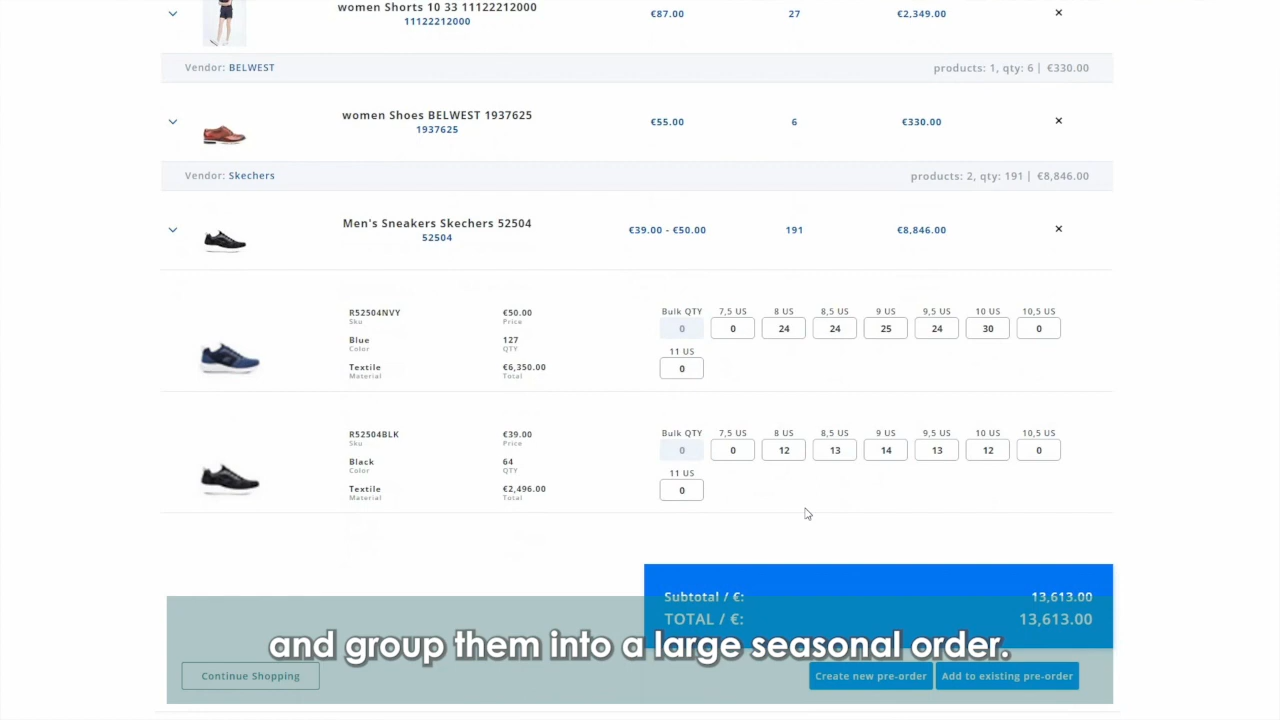 women Shorts 10 33 11122212000
11122212000
€87.00
27
€2,349.00
Vendor: BELWEST
products: 1, qty: 6 | €330.00
women Shoes BELWEST 1937625
1937625
€55.00
6
€330.00
Vendor: Skechers
products: 2, qty: 191 | €8,846.00
Men's Sneakers Skechers 52504
52504
€39.00 - €50.00
191
€8,846.00
R52504NVY
Sku
€50.00
Price
Blue
Color
127
QTY
Textile
Material
€6,350.00
Total
Bulk QTY 7,5 US 8 US 8,5 US 9 US 9,5 US 10 US 10,5 US
0 0 24 24 25 24 30 0
11 US
0
R52504BLK
Sku
€39.00
Price
Black
Color
64
QTY
Textile
Material
€2,496.00
Total
Bulk QTY 7,5 US 8 US 8,5 US 9 US 9,5 US 10 US 10,5 US
0 0 12 13 14 13 12 0
11 US
0
Subtotal / €: 13,613.00
TOTAL / €: 13,613.00
and group them into a large seasonal order.
Continue Shopping
Create new pre-order
Add to existing pre-order